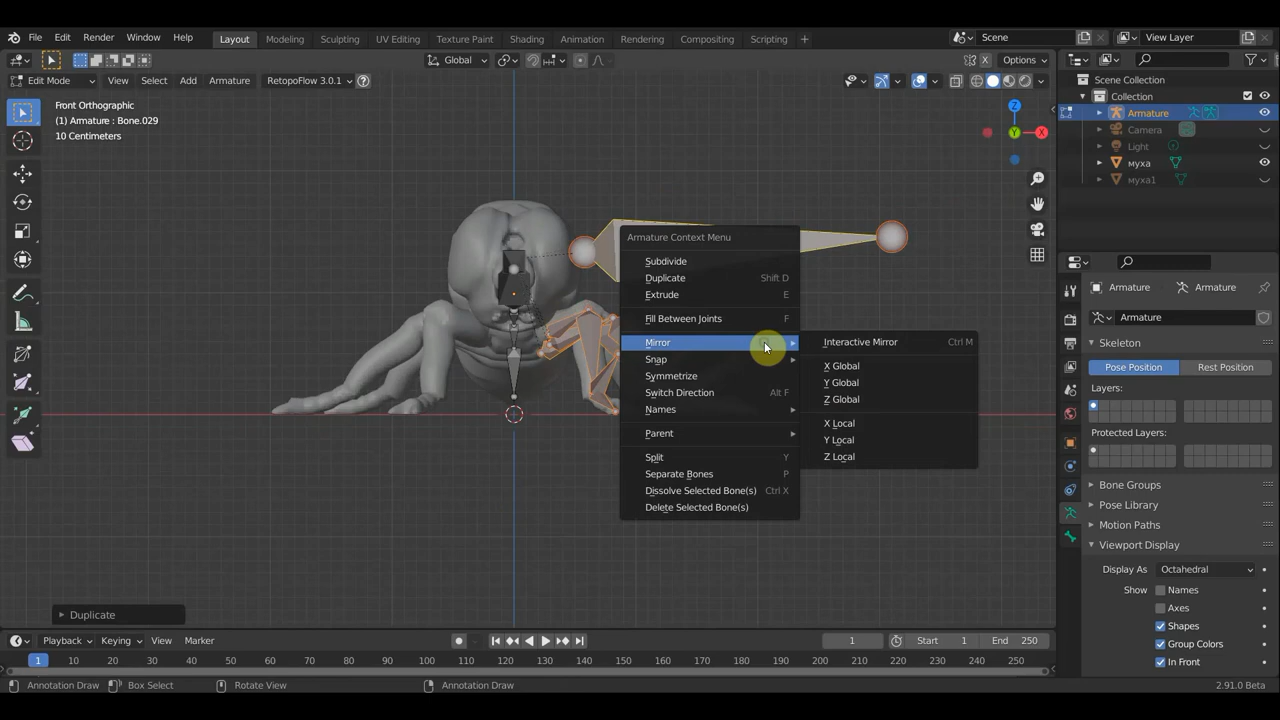 File Edit Render Window Help Layout Modeling Sculpting UV Editing Texture Paint Shading Animation Rendering Compositing Scripting + Scene View Layer
Global Options
Edit Mode View Select Add Armature RetopoFlow 3.0.1
Front Orthographic
(1) Armature : Bone.029
10 Centimeters
Z
Y
X
Armature Context Menu
Subdivide
Duplicate Shift D
Extrude E
Fill Between Joints F
Mirror
Snap
Symmetrize
Switch Direction Alt F
Names
Parent
Split Y
Separate Bones P
Dissolve Selected Bone(s) Ctrl X
Delete Selected Bone(s)
Interactive Mirror Ctrl M
X Global
Y Global
Z Global
X Local
Y Local
Z Local
Scene Collection
Collection
Armature
Camera
Light
муха
муха1
Armature Armature
Armature
Skeleton
Pose Position Rest Position
Layers:
Protected Layers:
Bone Groups
Pose Library
Motion Paths
Viewport Display
Display As Octahedral
Show Names
Axes
Shapes
Group Colors
In Front
Duplicate
Playback Keying View Marker 1 Start 1 End 250
1 10 20 30 40 50 60 70 80 90 100 110 120 130 140 150 160 170 180 190 200 210 220 230 240 250
Annotation Draw Box Select Rotate View Annotation Draw 2.91.0 Beta